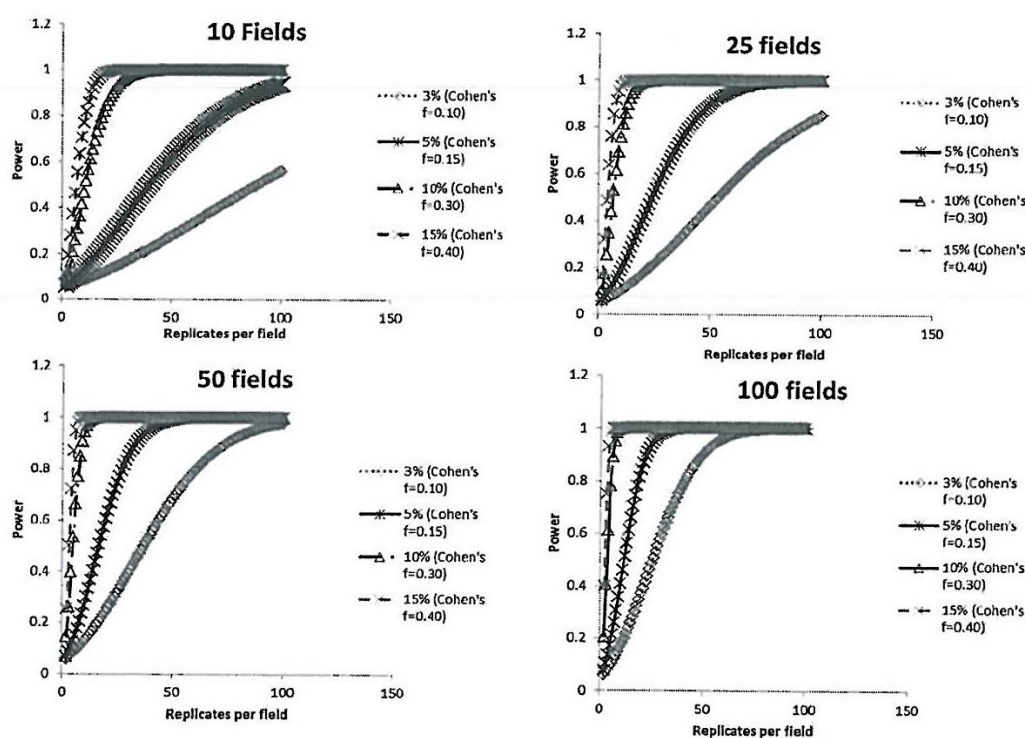 10 Fields
1.2
1
0.8
0.6
0.4
0.2
0
Power
0
50
100
150
Replicates per field
3% (Cohen's
f=0.10)
5% (Cohen's
f=0.15)
10% (Cohen's
f=0.30)
15% (Cohen's
f=0.40)
25 fields
1.2
1
0.8
0.6
0.4
0.2
0
Power
0
50
100
150
Replicates per field
3% (Cohen's
f=0.10)
5% (Cohen's
f=0.15)
10% (Cohen's
f=0.30)
15% (Cohen's
f=0.40)
50 fields
1.2
1
0.8
0.6
0.4
0.2
0
Power
0
50
100
150
Replicates per field
3% (Cohen's
f=0.10)
5% (Cohen's
f=0.15)
10% (Cohen's
f=0.30)
15% (Cohen's
f=0.40)
100 fields
1.2
1
0.8
0.6
0.4
0.2
0
Power
0
50
100
150
Replicates per field
3% (Cohen's
f=0.10)
5% (Cohen's
f=0.15)
10% (Cohen's
f=0.30)
15% (Cohen's
f=0.40)